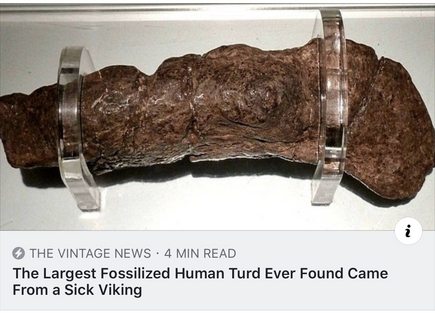 THE VINTAGE NEWS · 4 MIN READ
The Largest Fossilized Human Turd Ever Found Came
From a Sick Viking